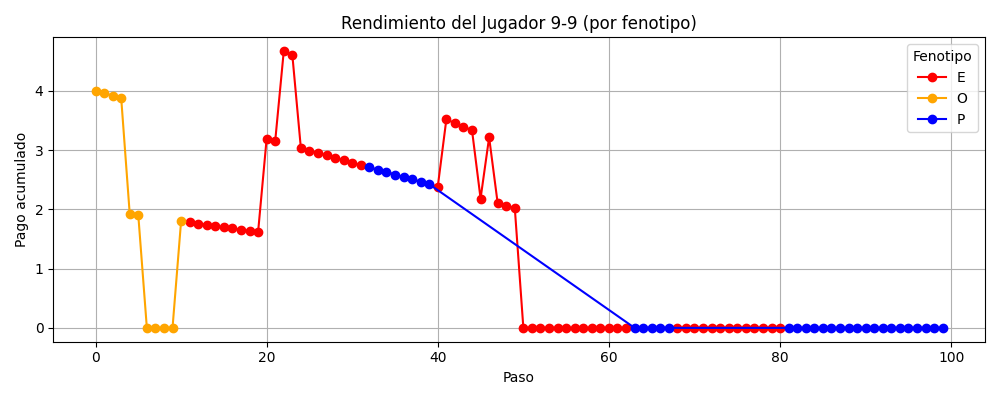 Rendimiento del Jugador 9-9 (por fenotipo)
Fenotipo
E
O
P
Pago acumulado
4
3
2
1
0
0 20 40 60 80 100
Paso